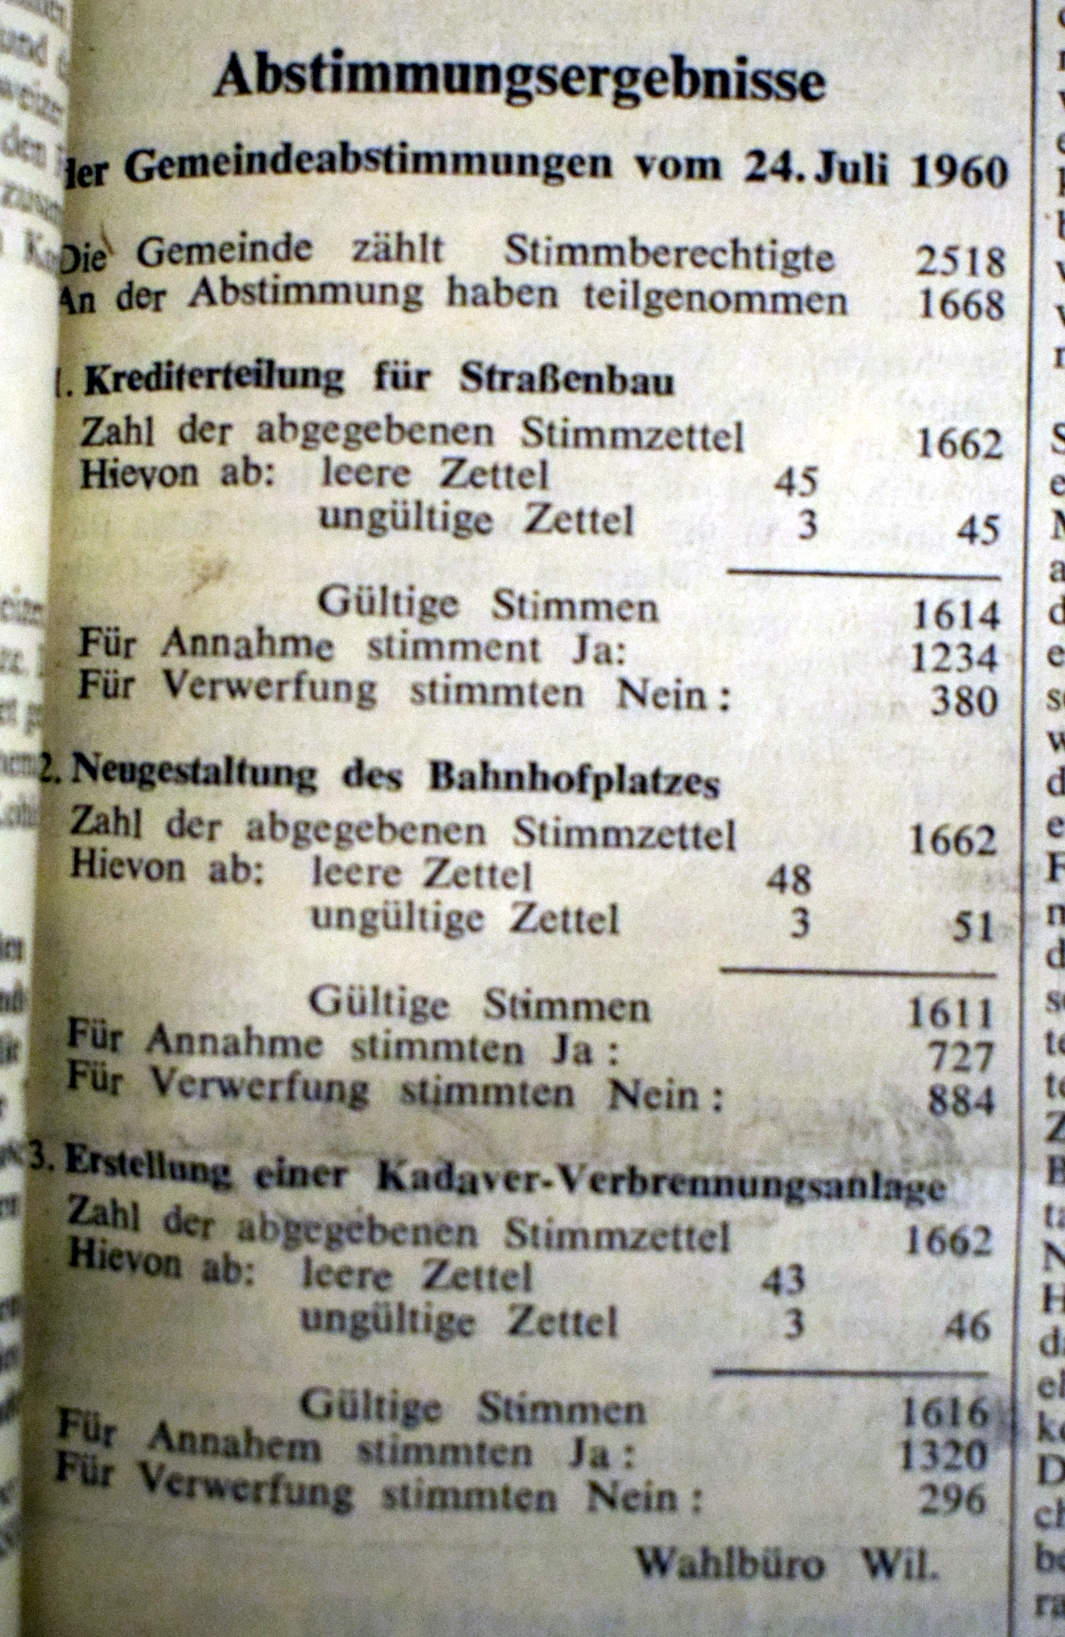 Abstimmungsergebnisse
der Gemeindeabstimmungen vom 24. Juli 1960
Die Gemeinde zählt Stimmberechtigte 2518
An der Abstimmung haben teilgenommen 1668
1. Krediterteilung für Straßenbau
Zahl der abgegebenen Stimmzettel 1662
Hievon ab: leere Zettel 45
ungültige Zettel 3 45
Gültige Stimmen 1614
Für Annahme stimment Ja: 1234
Für Verwerfung stimmten Nein: 380
2. Neugestaltung des Bahnhofplatzes
Zahl der abgegebenen Stimmzettel 1662
Hievon ab: leere Zettel 48
ungültige Zettel 3 51
Gültige Stimmen 1611
Für Annahme stimmten Ja: 727
Für Verwerfung stimmten Nein: 884
3. Erstellung einer Kadaver-Verbrennungsanlage
Zahl der abgegebenen Stimmzettel 1662
Hievon ab: leere Zettel 43
ungültige Zettel 3 46
Gültige Stimmen 1616
Für Annahem stimmten Ja: 1320
Für Verwerfung stimmten Nein: 296
Wahlbüro Wil.